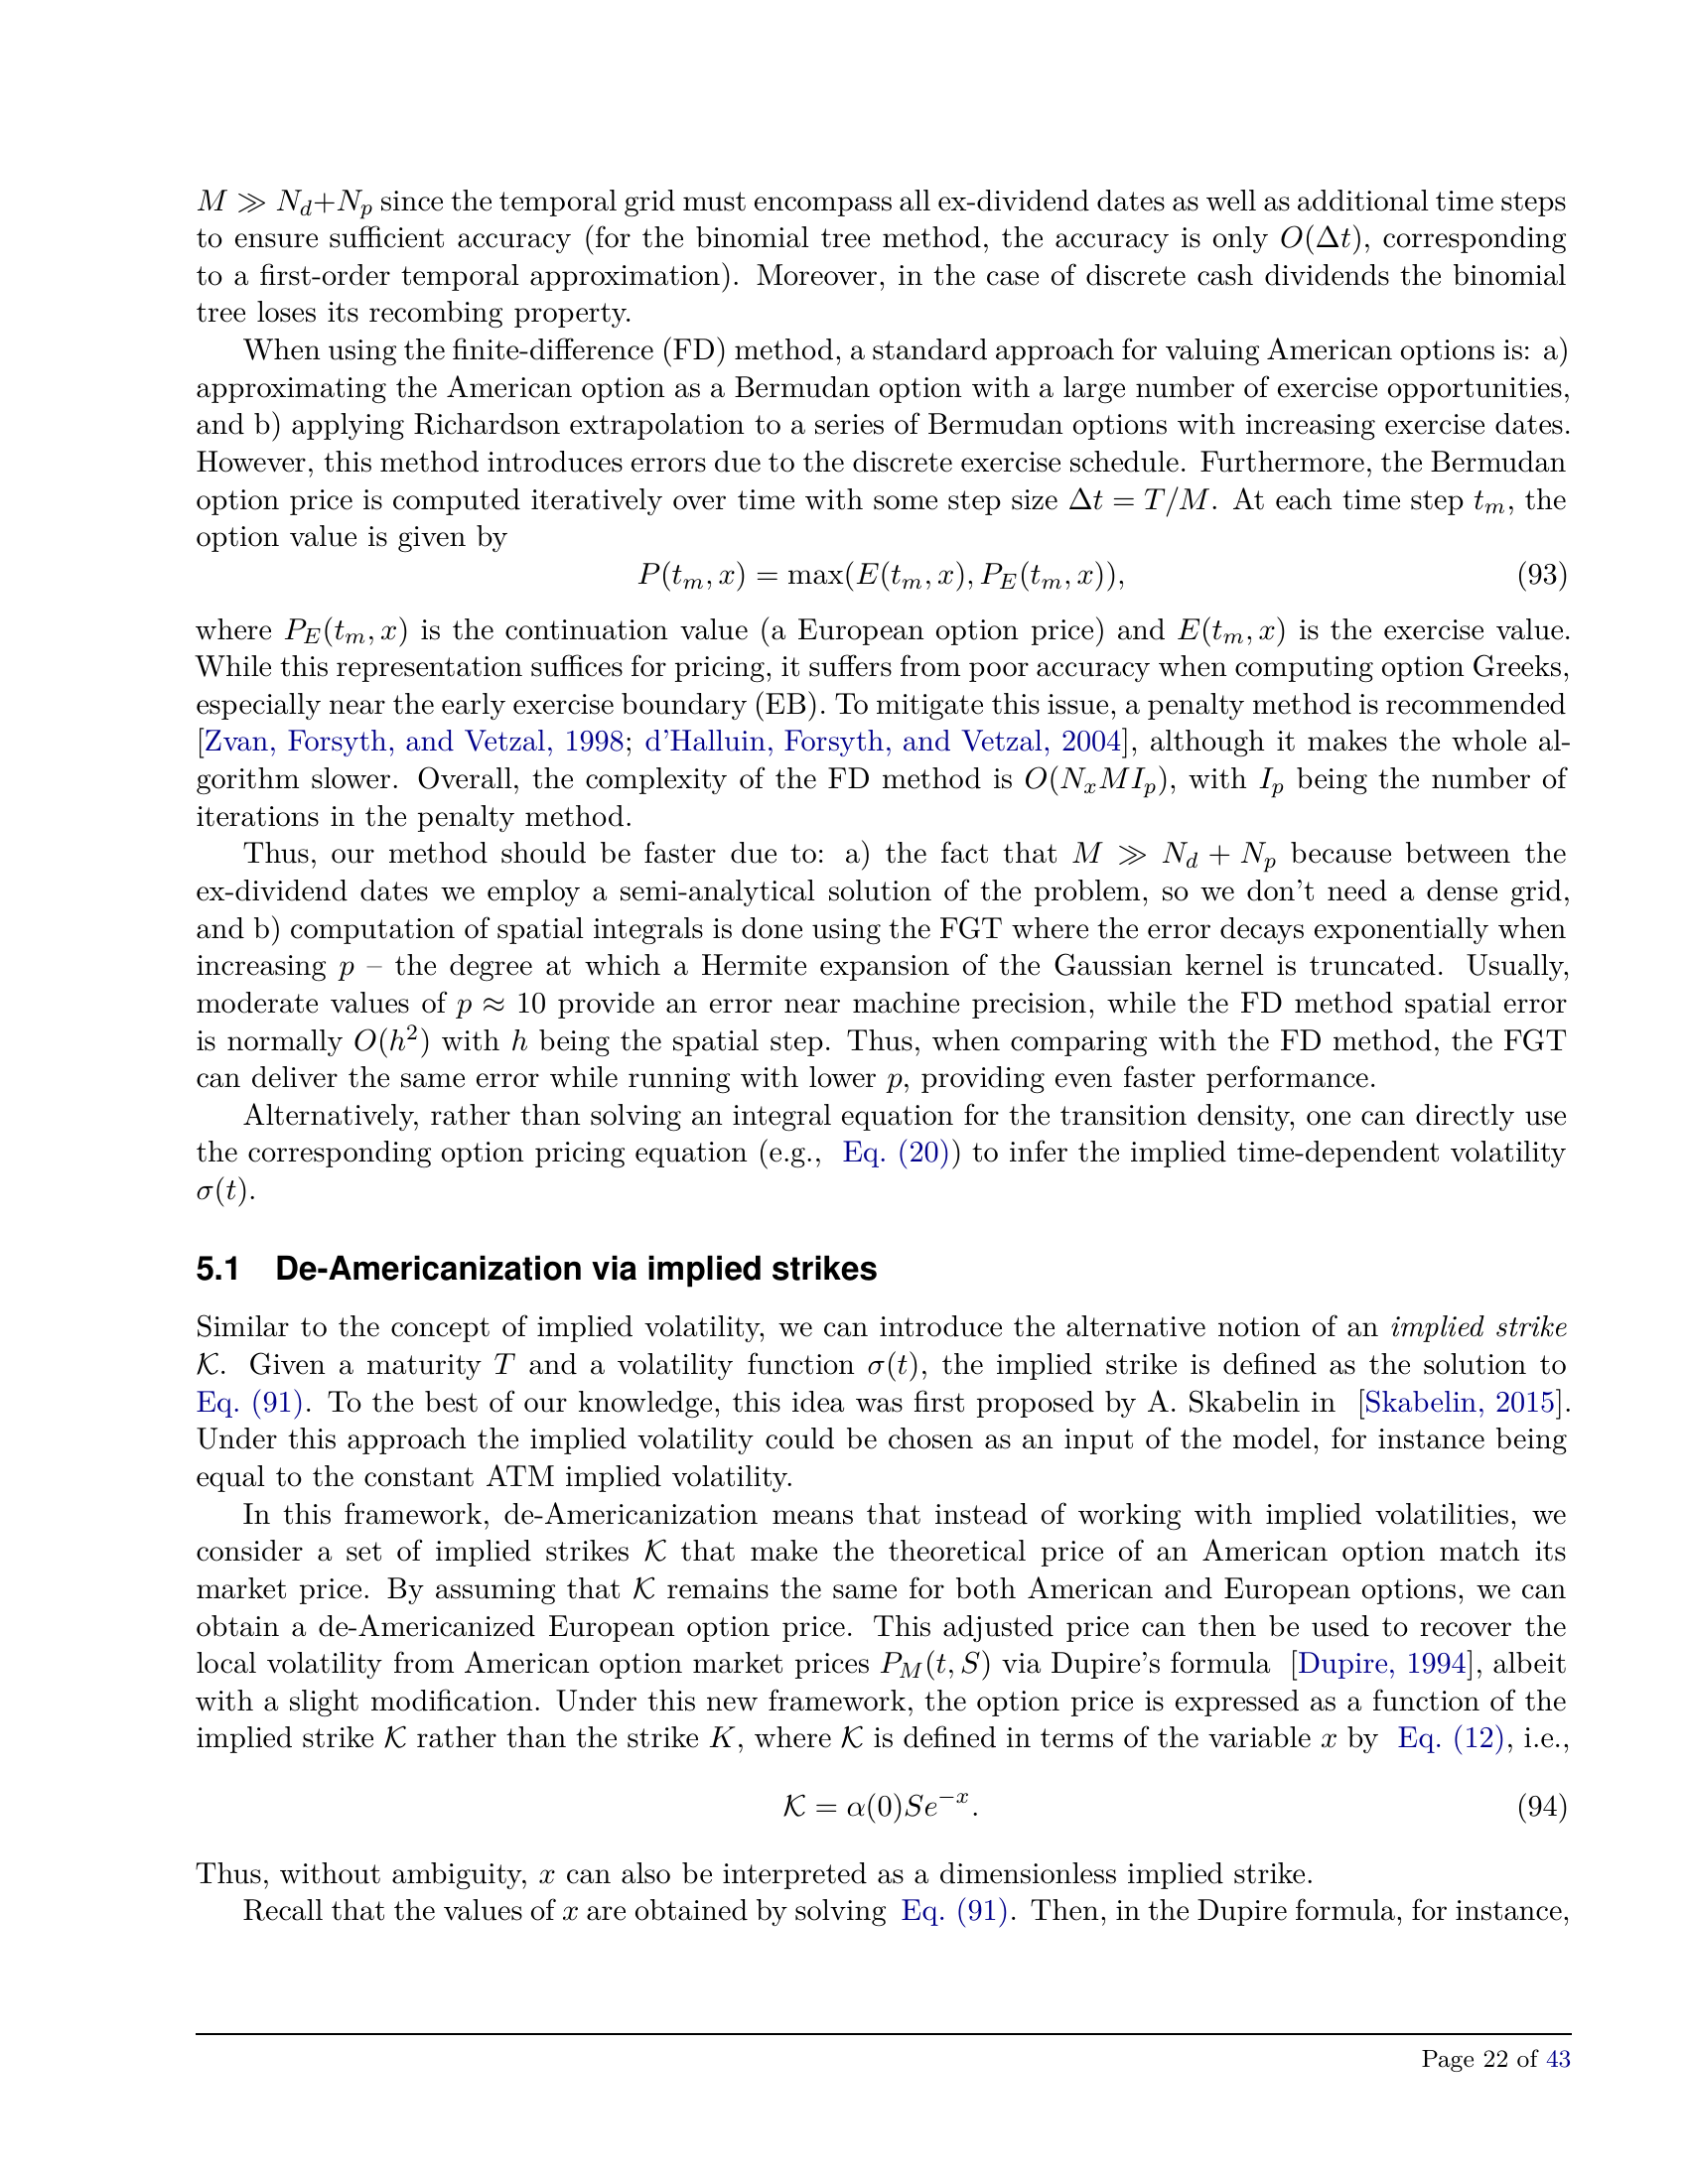 M ≫ N_d+N_p since the temporal grid must encompass all ex-dividend dates as well as additional time steps
to ensure sufficient accuracy (for the binomial tree method, the accuracy is only O(Δt), corresponding
to a first-order temporal approximation). Moreover, in the case of discrete cash dividends the binomial
tree loses its recombing property.
When using the finite-difference (FD) method, a standard approach for valuing American options is: a)
approximating the American option as a Bermudan option with a large number of exercise opportunities,
and b) applying Richardson extrapolation to a series of Bermudan options with increasing exercise dates.
However, this method introduces errors due to the discrete exercise schedule. Furthermore, the Bermudan
option price is computed iteratively over time with some step size Δt = T/M. At each time step t_m, the
option value is given by
P(t_m, x) = max(E(t_m, x), P_E(t_m, x)), (93)
where P_E(t_m, x) is the continuation value (a European option price) and E(t_m, x) is the exercise value.
While this representation suffices for pricing, it suffers from poor accuracy when computing option Greeks,
especially near the early exercise boundary (EB). To mitigate this issue, a penalty method is recommended
[Zvan, Forsyth, and Vetzal, 1998; d'Halluin, Forsyth, and Vetzal, 2004], although it makes the whole al-
gorithm slower. Overall, the complexity of the FD method is O(N_xMI_p), with I_p being the number of
iterations in the penalty method.
Thus, our method should be faster due to: a) the fact that M ≫ N_d + N_p because between the
ex-dividend dates we employ a semi-analytical solution of the problem, so we don't need a dense grid,
and b) computation of spatial integrals is done using the FGT where the error decays exponentially when
increasing p – the degree at which a Hermite expansion of the Gaussian kernel is truncated. Usually,
moderate values of p ≈ 10 provide an error near machine precision, while the FD method spatial error
is normally O(h²) with h being the spatial step. Thus, when comparing with the FD method, the FGT
can deliver the same error while running with lower p, providing even faster performance.
Alternatively, rather than solving an integral equation for the transition density, one can directly use
the corresponding option pricing equation (e.g., Eq. (20)) to infer the implied time-dependent volatility
σ(t).
5.1 De-Americanization via implied strikes
Similar to the concept of implied volatility, we can introduce the alternative notion of an implied strike
𝒦. Given a maturity T and a volatility function σ(t), the implied strike is defined as the solution to
Eq. (91). To the best of our knowledge, this idea was first proposed by A. Skabelin in [Skabelin, 2015].
Under this approach the implied volatility could be chosen as an input of the model, for instance being
equal to the constant ATM implied volatility.
In this framework, de-Americanization means that instead of working with implied volatilities, we
consider a set of implied strikes 𝒦 that make the theoretical price of an American option match its
market price. By assuming that 𝒦 remains the same for both American and European options, we can
obtain a de-Americanized European option price. This adjusted price can then be used to recover the
local volatility from American option market prices P_M(t, S) via Dupire's formula [Dupire, 1994], albeit
with a slight modification. Under this new framework, the option price is expressed as a function of the
implied strike 𝒦 rather than the strike K, where 𝒦 is defined in terms of the variable x by Eq. (12), i.e.,
𝒦 = α(0)Se^{−x}. (94)
Thus, without ambiguity, x can also be interpreted as a dimensionless implied strike.
Recall that the values of x are obtained by solving Eq. (91). Then, in the Dupire formula, for instance,
Page 22 of 43